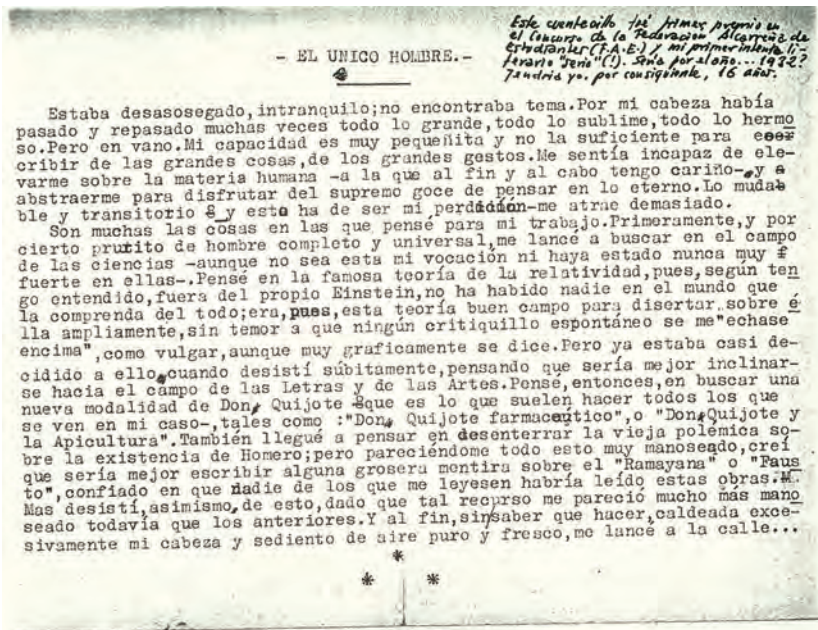 Este cuentecillo fué primer premio en
el Concurso de la Federación Alcarreña de
Estudiantes (F.A.E.) y mi primer intento li-
terario "serio" (!). Sería por el año... 1932?
Tendría yo, por consiguiente, 16 años.
- EL UNICO HOMBRE.-
Estaba desasosegado,intranquilo;no encontraba tema.Por mi cabeza había
pasado y repasado muchas veces todo lo grande,todo lo sublime,todo lo hermo
so.Pero en vano.Mi capacidad es muy pequeñita y no la suficiente para escr
cribir de las grandes cosas,de los grandes gestos.Me sentía incapaz de ele-
varme sobre la materia humana -a la que al fin y al cabo tengo cariño-,y a
abstraerme para disfrutar del supremo goce de pensar en lo eterno.Lo mudab
ble y transitorio - y esto ha de ser mi perdición-me atrae demasiado.
Son muchas las cosas en las que pensé para mi trabajo.Primeramente,y por
cierto prurito de hombre completo y universal,me lancé a buscar en el campo
de las ciencias -aunque no sea esta mi vocación ni haya estado nunca muy f
fuerte en ellas-.Pensé en la famosa teoría de la relatividad,pues,según ten
go entendido,fuera del propio Einstein,no ha habido nadie en el mundo que
la comprenda del todo;era,pues,esta teoría buen campo para disertar sobre é
lla ampliamente,sin temor a que ningún critiquillo espontáneo se me"echase
encima",como vulgar,aunque muy graficamente se dice.Pero ya estaba casi de-
cidido a ello,cuando desistí súbitamente,pensando que sería mejor inclinar-
se hacia el campo de las Letras y de las Artes.Pense,entonces,en buscar una
nueva modalidad de Don Quijote -que es lo que suelen hacer todos los que
se ven en mi caso-,tales como :"Don Quijote farmaceútico",o "Don Quijote y
la Apicultura".También llegué a pensar en desenterrar la vieja polémica so-
bre la existencia de Homero;pero pareciéndome todo esto muy manoseado,creí
que sería mejor escribir alguna grosera mentira sobre el "Ramayana" o "Faus
to",confiado en que nadie de los que me leyesen habría leído estas obras.M.
Mas desistí,asimismo,de esto,dado que tal recurso me pareció mucho más mano
seado todavía que los anteriores.Y al fin,sin saber que hacer,caldeada exce-
sivamente mi cabeza y sediento de aire puro y fresco,me lancé a la calle...
*
* *